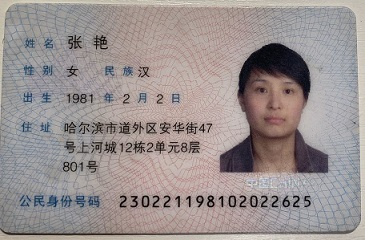 姓名 张艳
性别 女 民族 汉
出生 1981 年 2 月 2 日
住址 哈尔滨市道外区安华街47
号上河城12栋2单元8层
801号
公民身份号码 230221198102022625